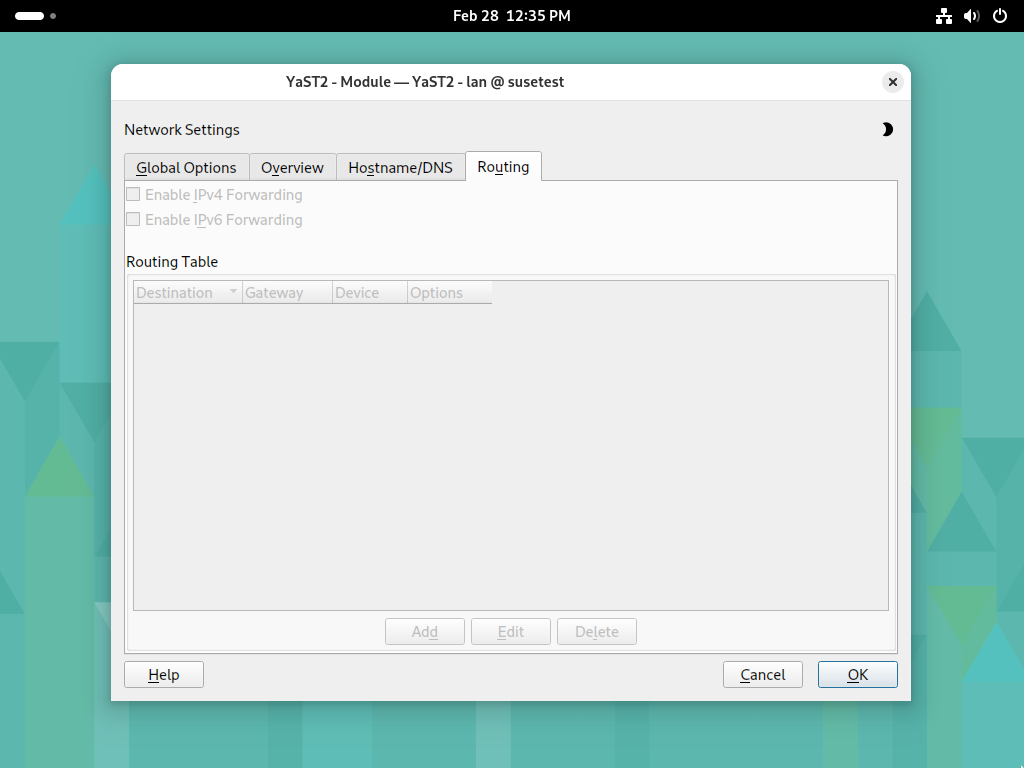 Feb 28  12:35 PM
YaST2 - Module — YaST2 - lan @ susetest
Network Settings
Global Options Overview Hostname/DNS Routing
Enable IPv4 Forwarding
Enable IPv6 Forwarding
Routing Table
Destination Gateway Device Options
Add Edit Delete
Help Cancel OK